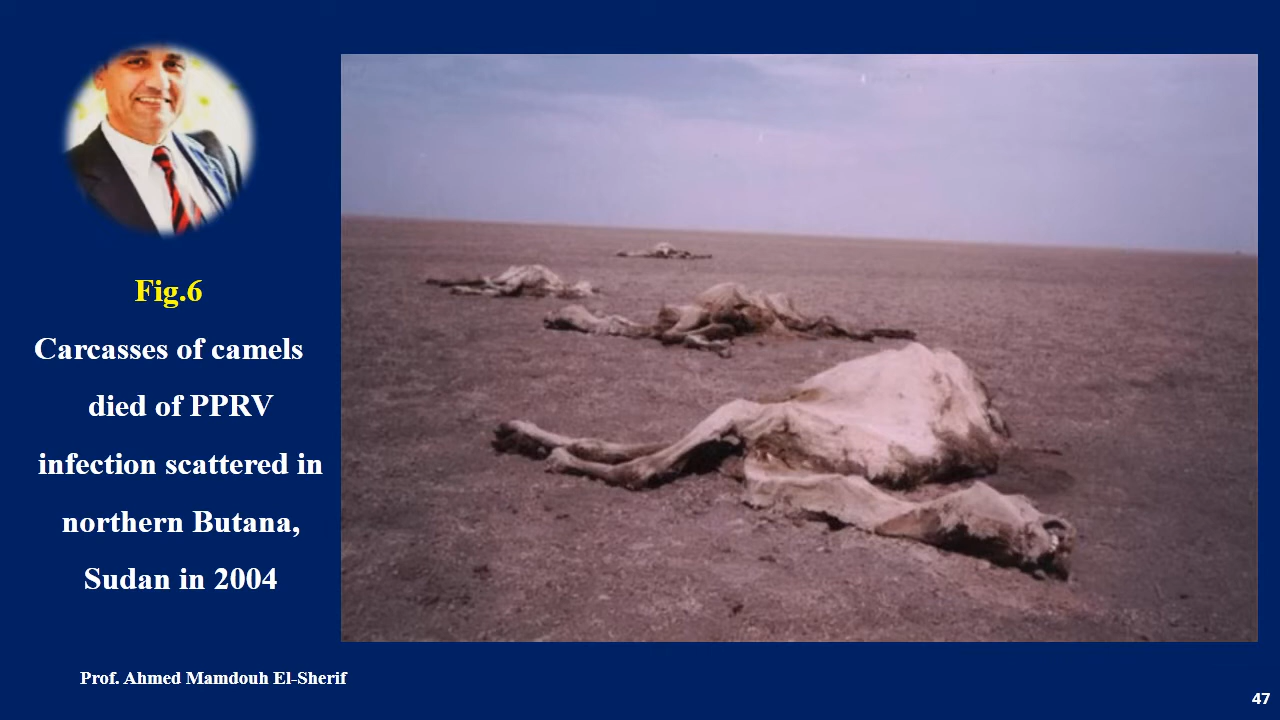 Fig.6
Carcasses of camels
died of PPRV
infection scattered in
northern Butana,
Sudan in 2004
Prof. Ahmed Mamdouh El-Sherif
47